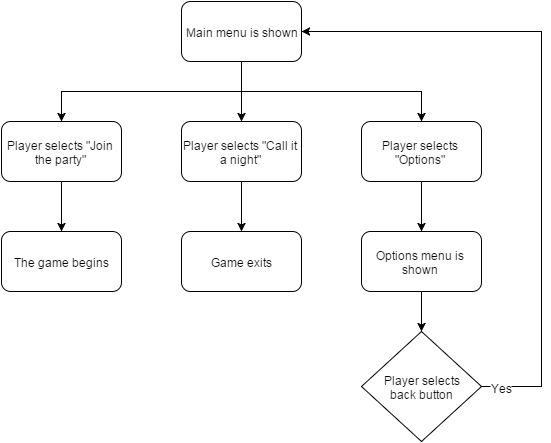 Main menu is shown
Player selects "Join
the party"
Player selects "Call it
a night"
Player selects
"Options"
The game begins
Game exits
Options menu is
shown
Player selects
back button
Yes